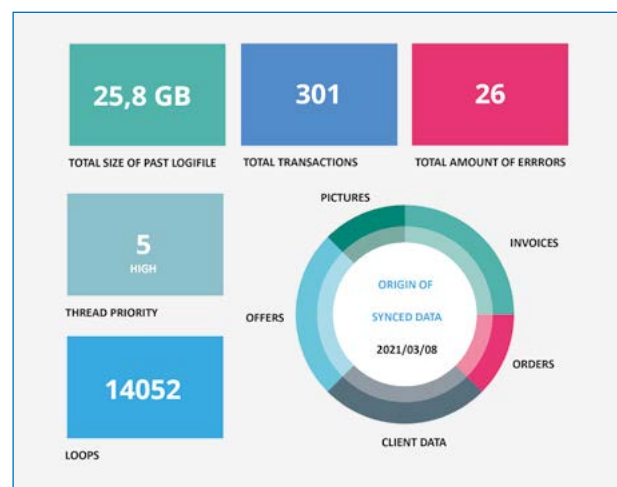 25,8 GB
301
26
TOTAL SIZE OF PAST LOGIFILE
TOTAL TRANSACTIONS
TOTAL AMOUNT OF ERRRORS
5
HIGH
THREAD PRIORITY
14052
LOOPS
PICTURES
INVOICES
OFFERS
ORIGIN OF
SYNCED DATA
2021/03/08
ORDERS
CLIENT DATA